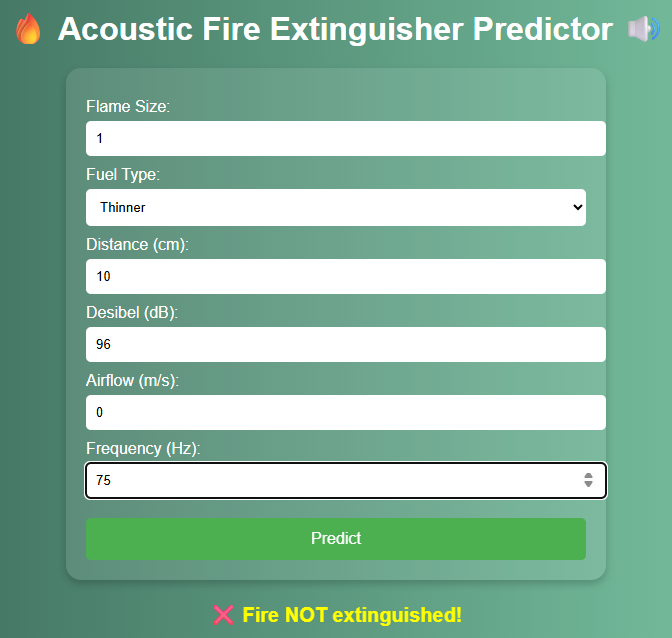 🔥 Acoustic Fire Extinguisher Predictor 🔊
Flame Size:
1
Fuel Type:
Thinner
Distance (cm):
10
Desibel (dB):
96
Airflow (m/s):
0
Frequency (Hz):
75
Predict
❌ Fire NOT extinguished!